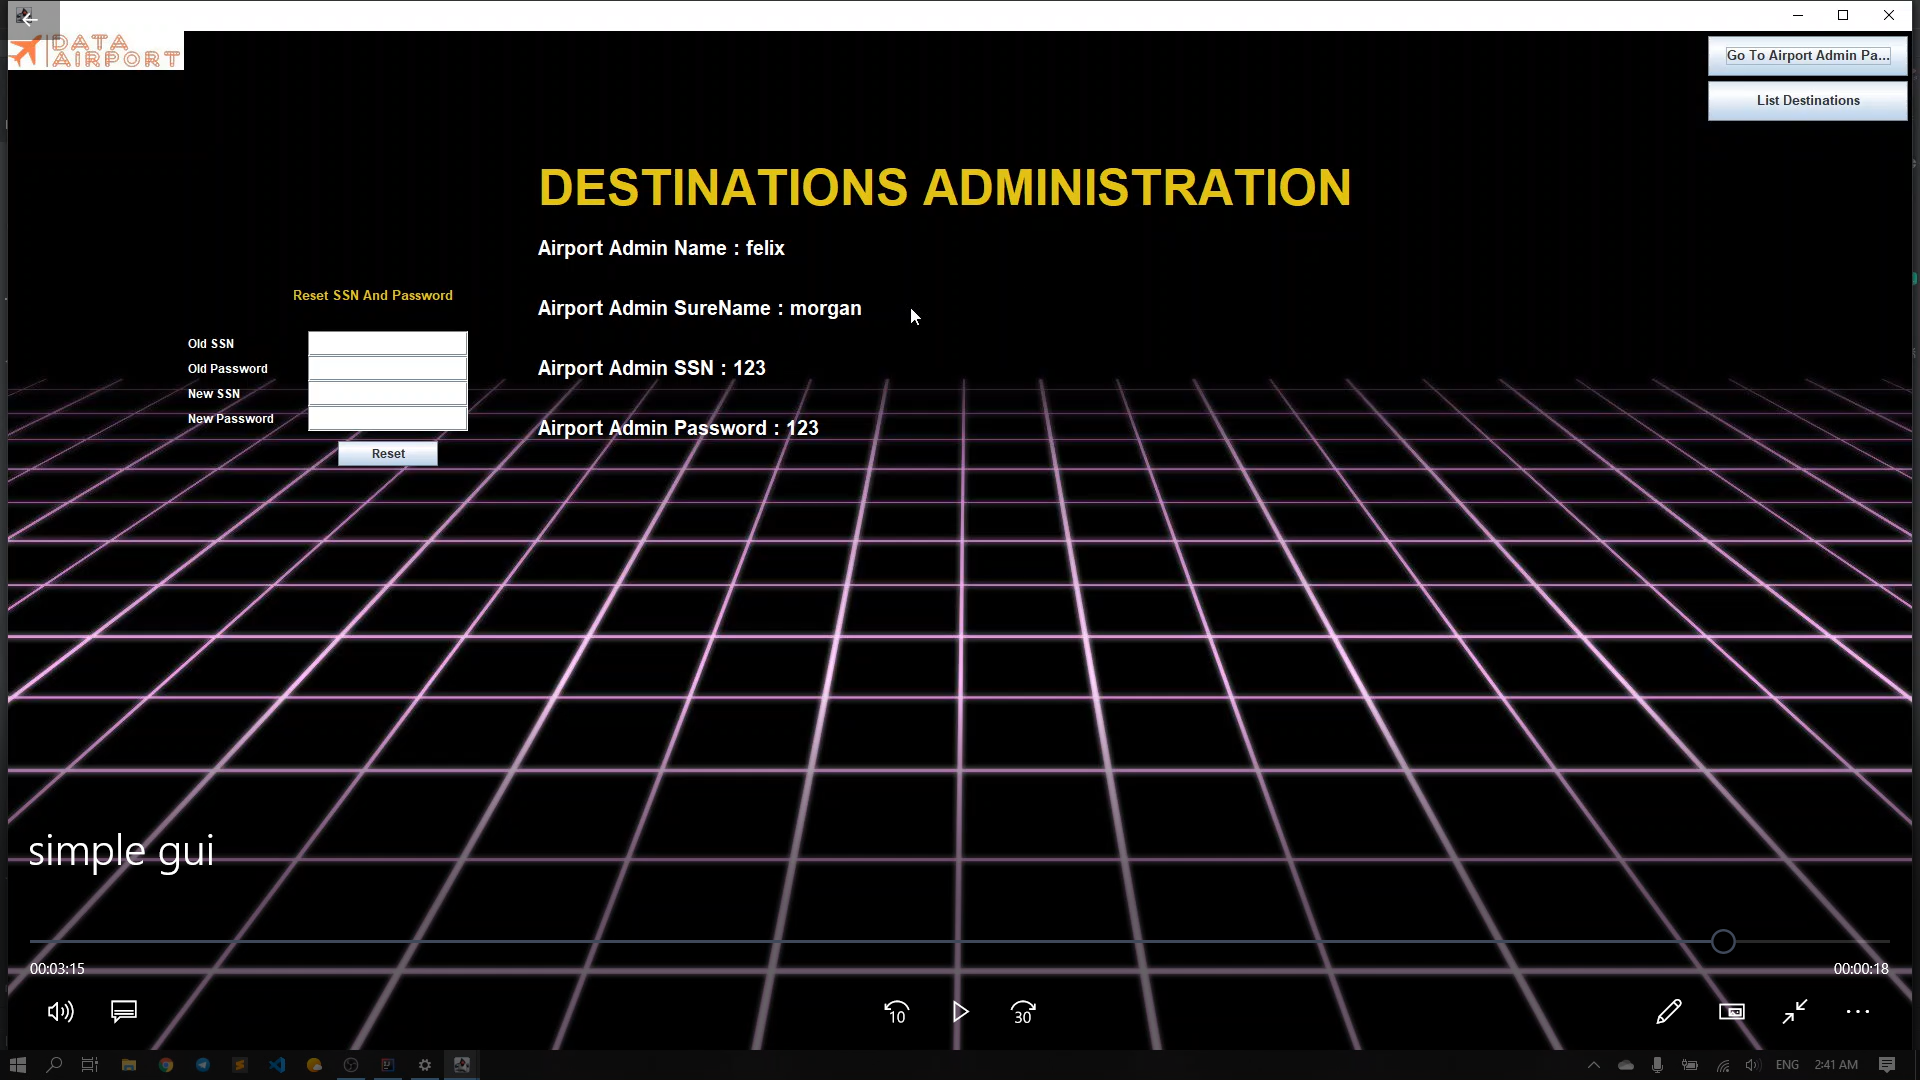 DATA
AIRPORT
Go To Airport Admin Pa...
List Destinations
DESTINATIONS ADMINISTRATION
Airport Admin Name : felix
Reset SSN And Password
Airport Admin SureName : morgan
Old SSN
Old Password
New SSN
New Password
Reset
Airport Admin SSN : 123
Airport Admin Password : 123
simple gui
00:03:15
00:00:18
10
30
ENG
2:41 AM